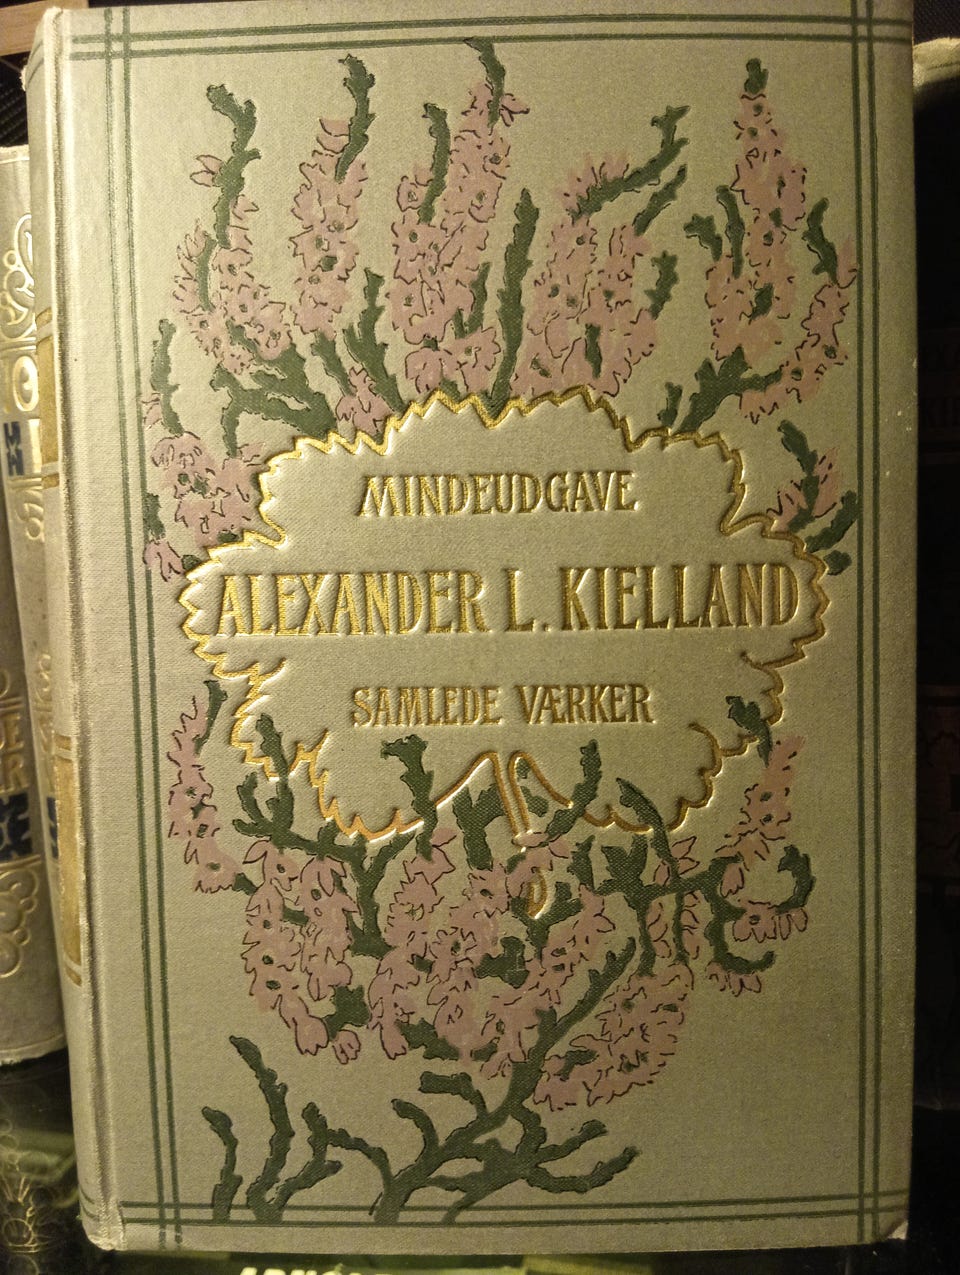 MINDEUDGAVE
ALEXANDER L. KIELLAND
SAMLEDE VÆRKER